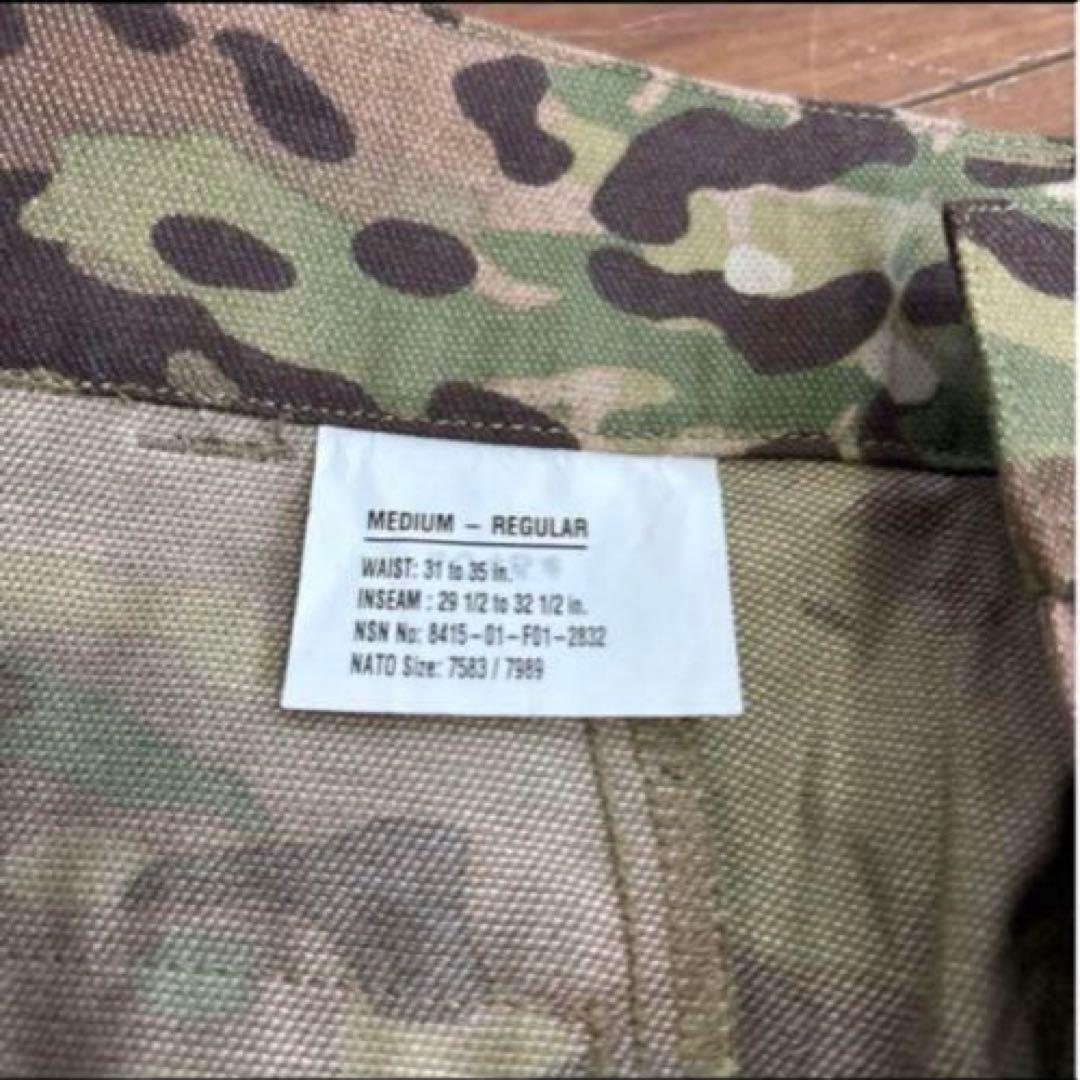 MEDIUM – REGULAR
WAIST: 31 to 35 in.
INSEAM : 29 1/2 to 32 1/2 in.
NSN No: 8415-01-F01-2832
NATO Size: 7583 / 7989